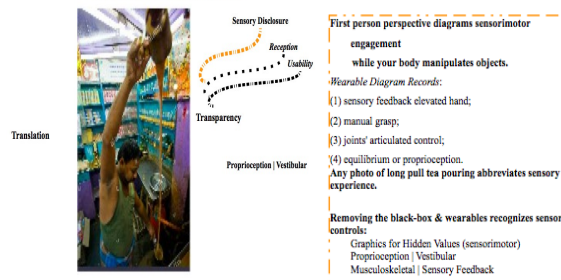 Sensory Disclosure
Reception
Usability
Transparency
Translation
Proprioception | Vestibular
First person perspective diagrams sensorimotor
engagement
while your body manipulates objects.
Wearable Diagram Records:
(1) sensory feedback elevated hand;
(2) manual grasp;
(3) joints' articulated control;
(4) equilibrium or proprioception.
Any photo of long pull tea pouring abbreviates sensory
experience.
Removing the black-box & wearables recognizes sensor
controls:
Graphics for Hidden Values (sensorimotor)
Proprioception | Vestibular
Musculoskeletal | Sensory Feedback